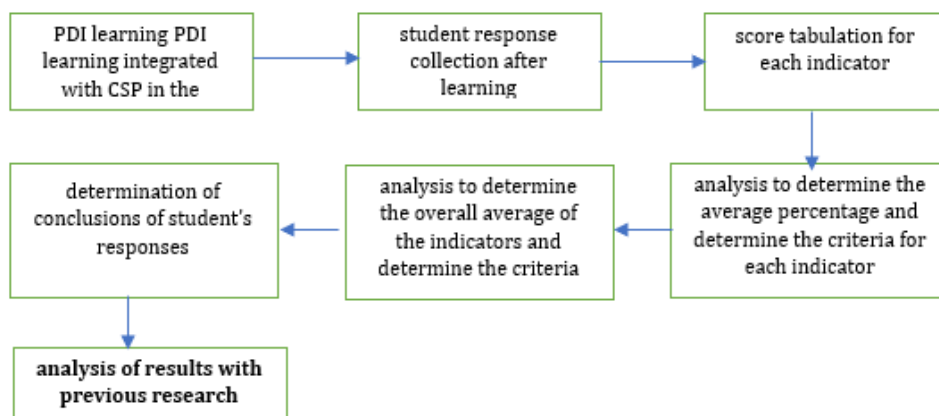 PDI learning PDI
learning integrated
with CSP in the
student response
collection after
learning
score tabulation for
each indicator
analysis to determine the
average percentage and
determine the criteria for
each indicator
analysis to determine
the overall average of
the indicators and
determine the criteria
determination of
conclusions of student's
responses
analysis of results with
previous research